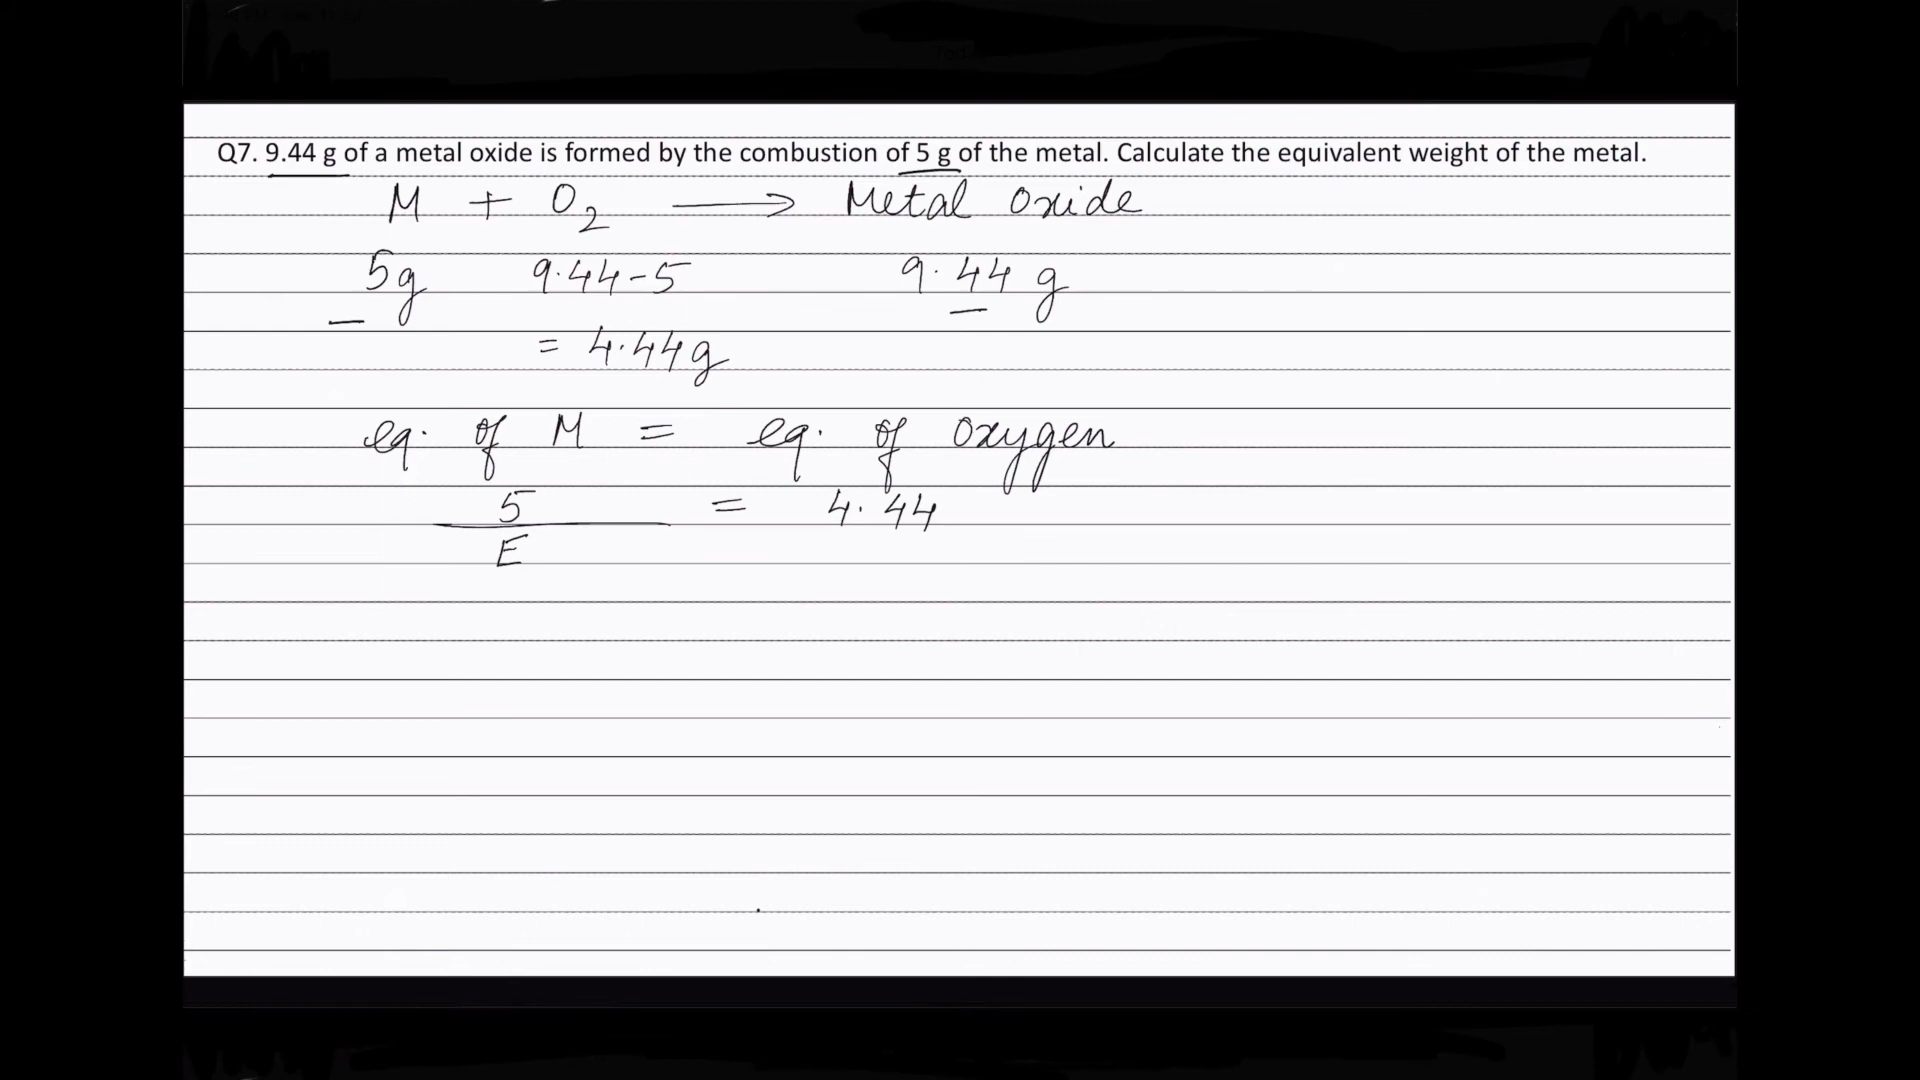 Q7. 9.44 g of a metal oxide is formed by the combustion of 5 g of the metal. Calculate the equivalent weight of the metal.
M + O2 ⟶ Metal Oxide
5g 9.44-5 9.44 g
= 4.44g
eq. of M = eq. of Oxygen
5/E = 4.44